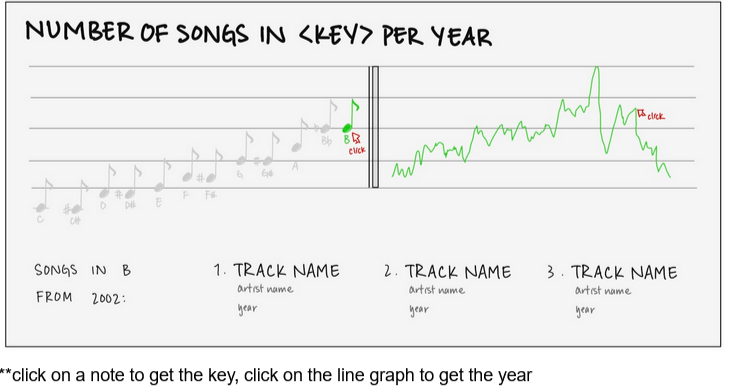 NUMBER OF SONGS IN <KEY> PER YEAR
click
Bb
B
click
A
G
G#
F
F#
E
D
D#
C
C#
SONGS IN B
FROM 2002:
1. TRACK NAME
artist name
year
2. TRACK NAME
artist name
year
3. TRACK NAME
artist name
year
**click on a note to get the key, click on the line graph to get the year